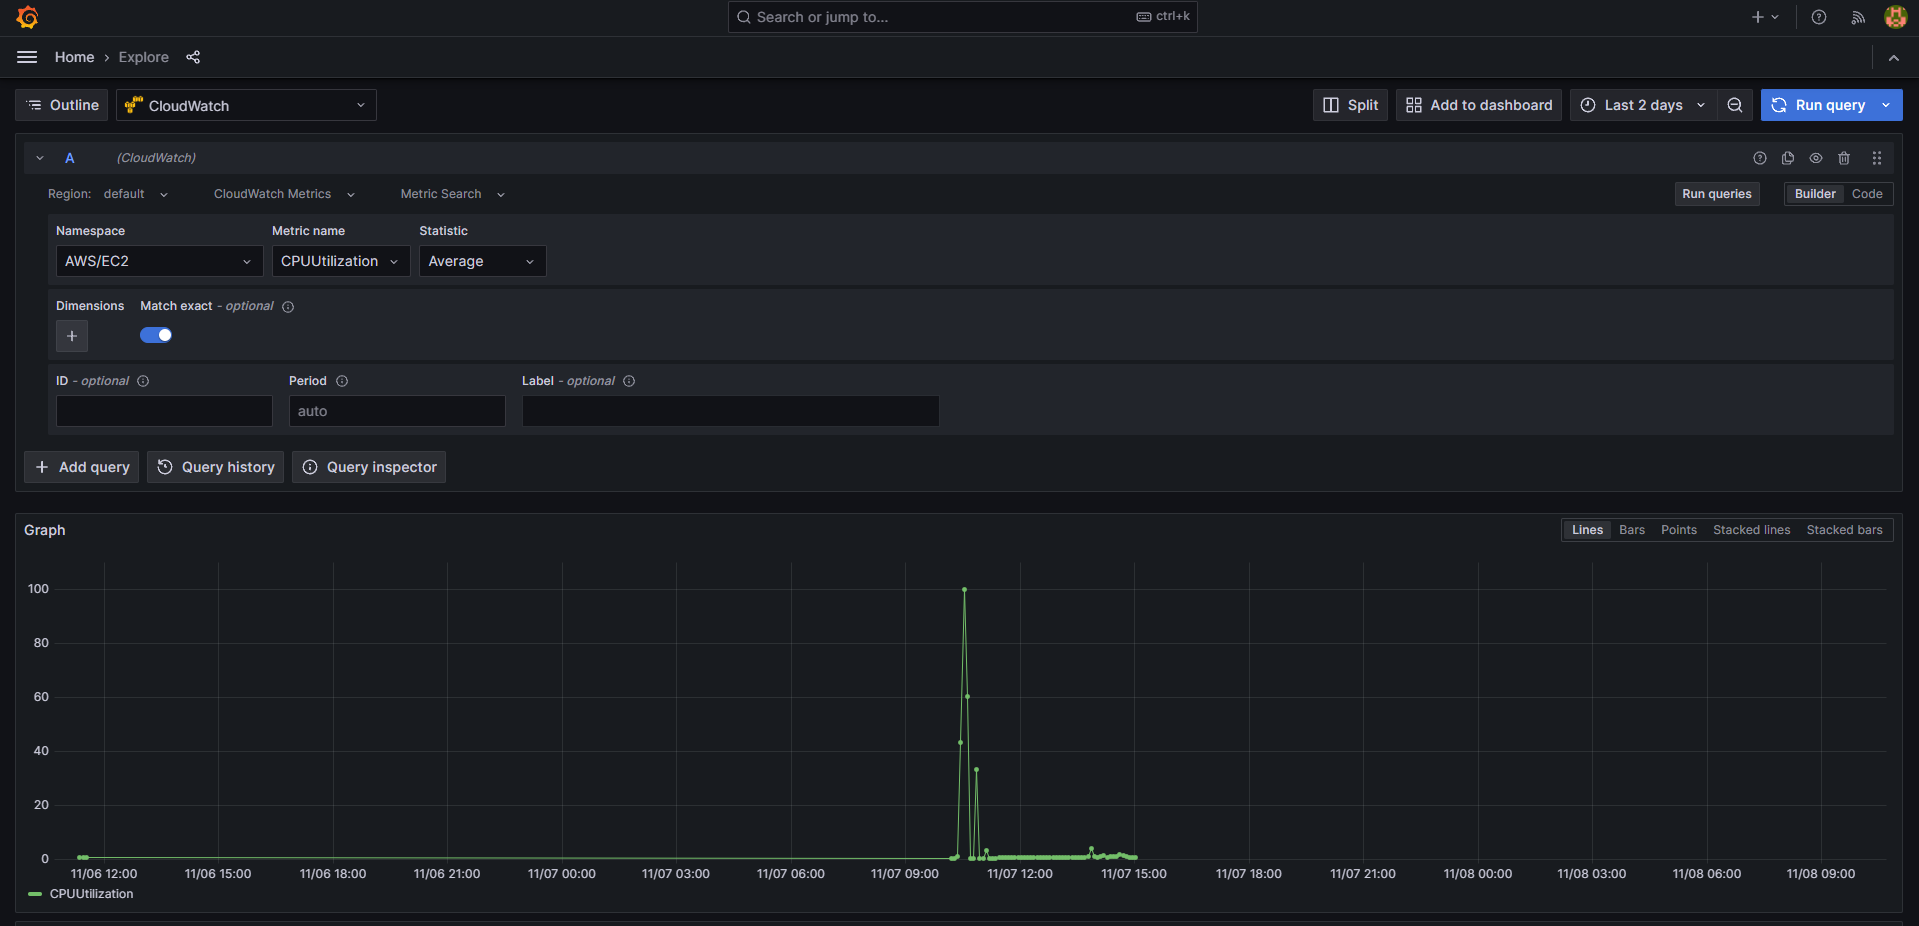 Search or jump to... ctrl+k
Home › Explore
Outline CloudWatch Split Add to dashboard Last 2 days Run query
A (CloudWatch)
Region: default CloudWatch Metrics Metric Search Run queries Builder Code
Namespace Metric name Statistic
AWS/EC2 CPUUtilization Average
Dimensions Match exact - optional
ID - optional Period Label - optional
auto
Add query Query history Query inspector
Graph Lines Bars Points Stacked lines Stacked bars
100
80
60
40
20
0
11/06 12:00 11/06 15:00 11/06 18:00 11/06 21:00 11/07 00:00 11/07 03:00 11/07 06:00 11/07 09:00 11/07 12:00 11/07 15:00 11/07 18:00 11/07 21:00 11/08 00:00 11/08 03:00 11/08 06:00 11/08 09:00
CPUUtilization